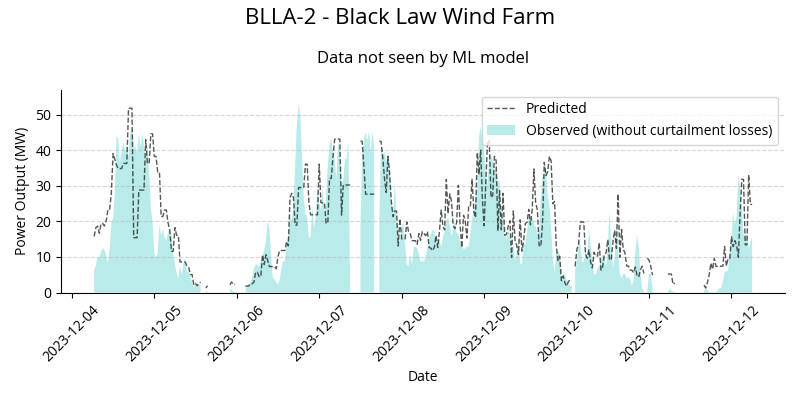 BLLA-2 - Black Law Wind Farm
Data not seen by ML model
Predicted
Observed (without curtailment losses)
Power Output (MW)
50
40
30
20
10
0
2023-12-04
2023-12-05
2023-12-06
2023-12-07
2023-12-08
2023-12-09
2023-12-10
2023-12-11
2023-12-12
Date